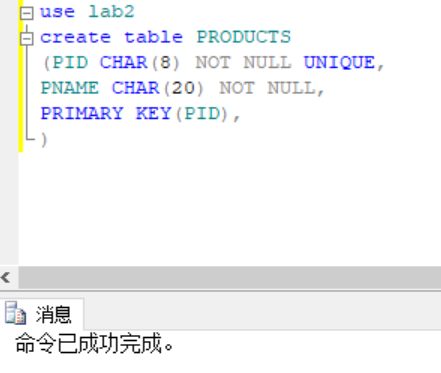 use lab2
create table PRODUCTS
(PID CHAR(8) NOT NULL UNIQUE,
PNAME CHAR(20) NOT NULL,
PRIMARY KEY(PID),
)
消息
命令已成功完成。